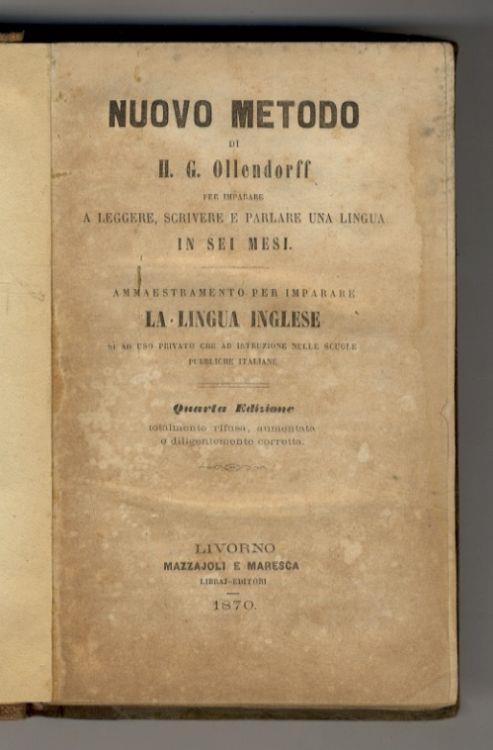 NUOVO METODO
DI
H. G. Ollendorff
PER IMPARARE
A LEGGERE, SCRIVERE E PARLARE UNA LINGUA
IN SEI MESI.
AMMAESTRAMENTO PER IMPARARE
LA LINGUA INGLESE
SÌ AD USO PRIVATO CHE AD ISTRUZIONE NELLE SCUOLE
PUBBLICHE ITALIANE
Quarta Edizione
totalmente rifusa, aumentata
e diligentemente corretta.
LIVORNO
MAZZAJOLI E MARESCA
LIBRAJ-EDITORI
1870.